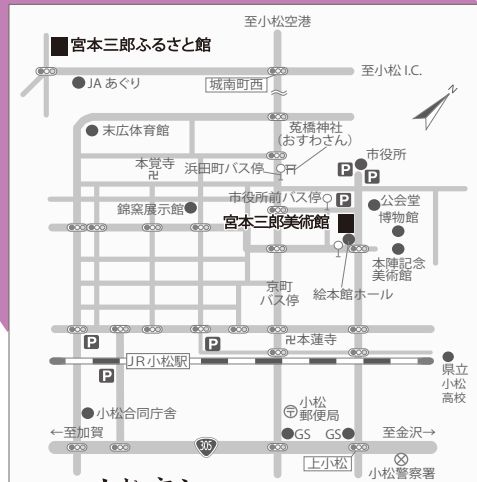 至小松空港
宮本三郎ふるさと館
至小松 I.C.
JA あぐり
城南町西
N
莵橋神社
(おすわさん)
末広体育館
市役所
本覚寺
浜田町バス停
P
P
市役所前バス停
P
公会堂
錦窯展示館
博物館
宮本三郎美術館
本陣記念
美術館
京町
バス停
絵本館ホール
P
P
本蓮寺
JR小松駅
P
県立
小松
高校
小松合同庁舎
小松
郵便局
←至加賀
305
GS
GS
至金沢→
上小松
小松警察署